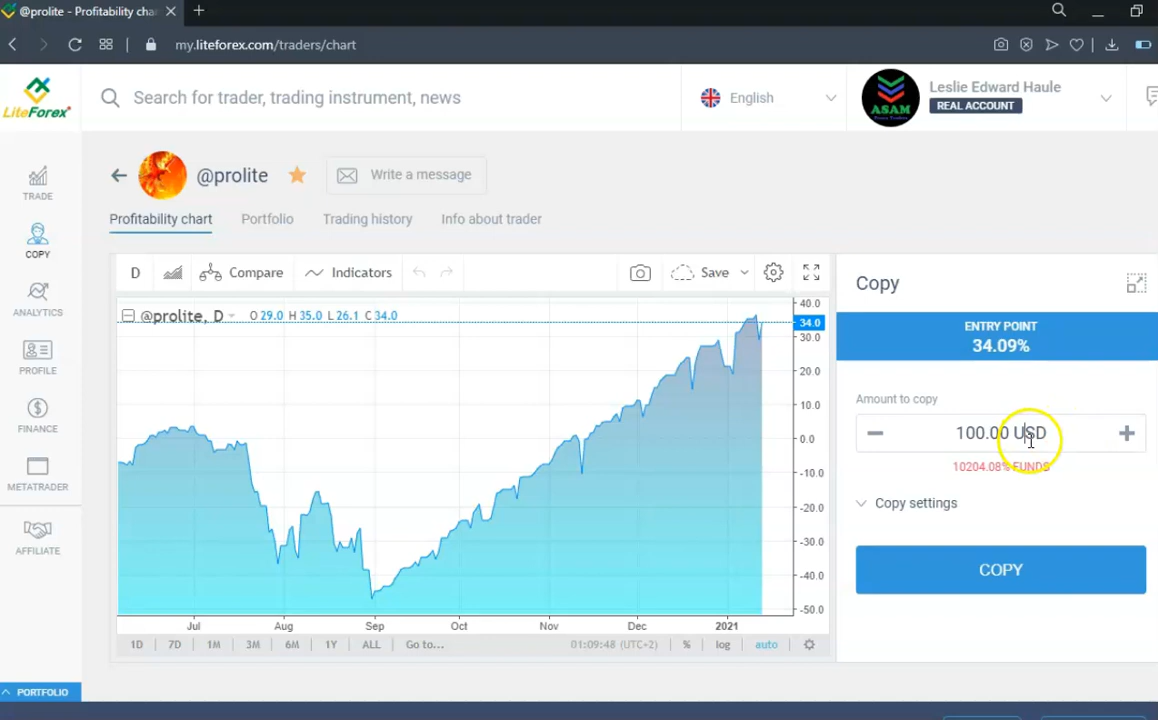 @prolite - Profitability cha
my.liteforex.com/traders/chart
LiteForex
Search for trader, trading instrument, news
English
ASAM
Leslie Edward Haule
REAL ACCOUNT
TRADE
COPY
ANALYTICS
PROFILE
FINANCE
METATRADER
AFFILIATE
PORTFOLIO
@prolite
Write a message
Profitability chart
Portfolio
Trading history
Info about trader
D
Compare
Indicators
Save
@prolite, D
O 29.0 H 35.0 L 26.1 C 34.0
40.0
34.0
30.0
20.0
10.0
0.0
-10.0
-20.0
-30.0
-40.0
-50.0
Jul
Aug
Sep
Oct
Nov
Dec
2021
1D
7D
1M
3M
6M
1Y
ALL
Go to...
01:09:48 (UTC+2)
%
log
auto
Copy
ENTRY POINT
34.09%
Amount to copy
100.00 USD
10204.08% FUNDS
Copy settings
COPY